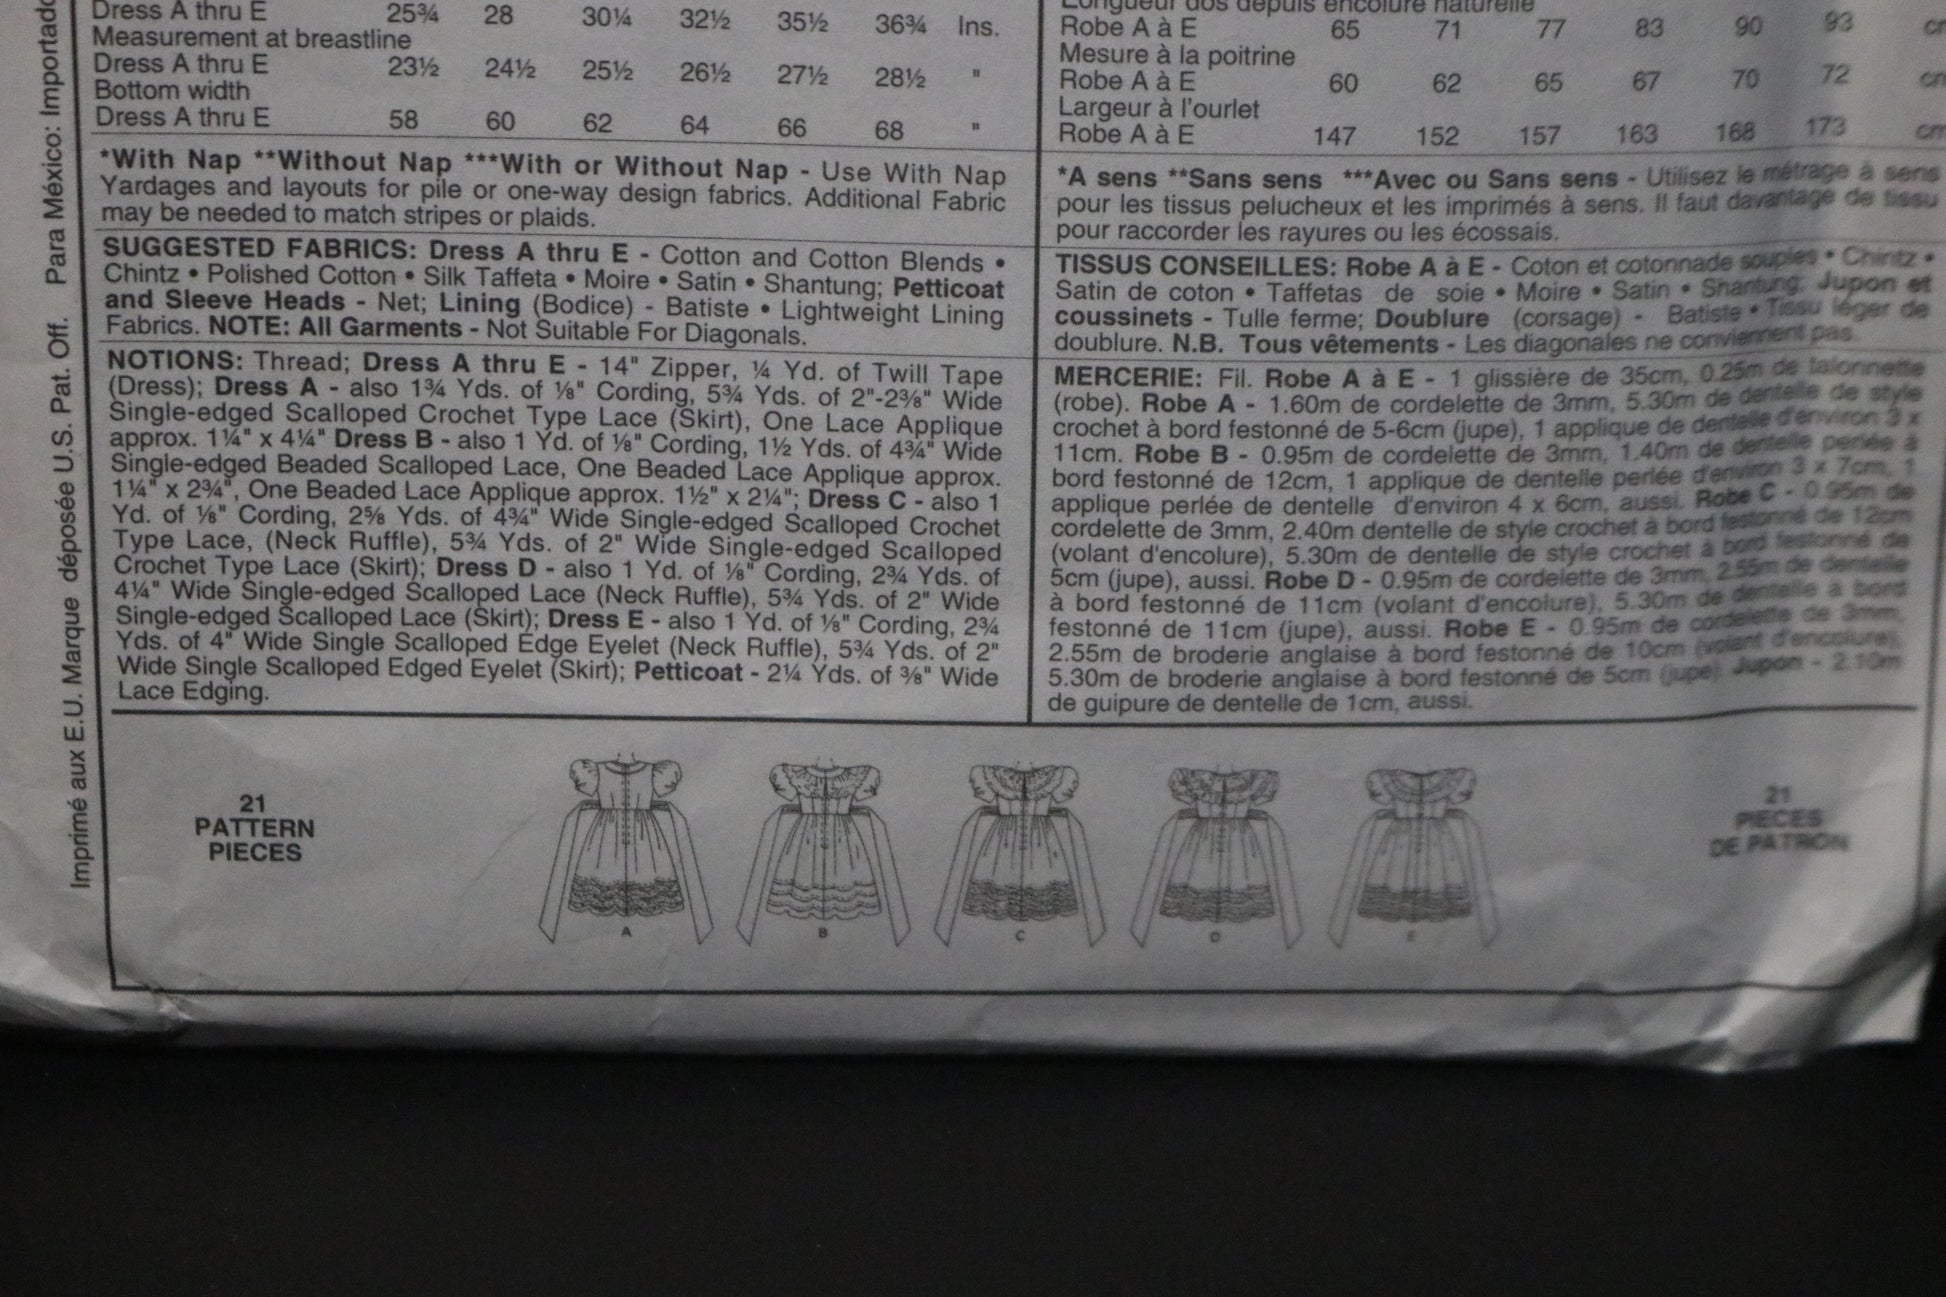 Dress A thru E 25¾ 28 30¼ 32½ 35½ 36¾ Ins.
Measurement at breastline
Dress A thru E 23½ 24½ 25½ 26½ 27½ 28½ "
Bottom width
Dress A thru E 58 60 62 64 66 68 "
*With Nap **Without Nap ***With or Without Nap - Use With Nap
Yardages and layouts for pile or one-way design fabrics. Additional Fabric
may be needed to match stripes or plaids.
SUGGESTED FABRICS: Dress A thru E - Cotton and Cotton Blends •
Chintz • Polished Cotton • Silk Taffeta • Moire • Satin • Shantung; Petticoat
and Sleeve Heads - Net; Lining (Bodice) - Batiste • Lightweight Lining
Fabrics. NOTE: All Garments - Not Suitable For Diagonals.
NOTIONS: Thread; Dress A thru E - 14" Zipper, ¼ Yd. of Twill Tape
(Dress); Dress A - also 1¾ Yds. of ⅛" Cording, 5¾ Yds. of 2"-2⅜" Wide
Single-edged Scalloped Crochet Type Lace (Skirt), One Lace Applique
approx. 1¼" x 4¼" Dress B - also 1 Yd. of ⅛" Cording, 1½ Yds. of 4¾" Wide
Single-edged Beaded Scalloped Lace, One Beaded Lace Applique approx.
1¼" x 2¾", One Beaded Lace Applique approx. 1½" x 2¼"; Dress C - also 1
Yd. of ⅛" Cording, 2⅝ Yds. of 4¾" Wide Single-edged Scalloped Crochet
Type Lace, (Neck Ruffle), 5¾ Yds. of 2" Wide Single-edged Scalloped
Crochet Type Lace (Skirt); Dress D - also 1 Yd. of ⅛" Cording, 2¾ Yds. of
4¼" Wide Single-edged Scalloped Lace (Neck Ruffle), 5¾ Yds. of 2" Wide
Single-edged Scalloped Lace (Skirt); Dress E - also 1 Yd. of ⅛" Cording, 2¾
Yds. of 4" Wide Single Scalloped Edge Eyelet (Neck Ruffle), 5¾ Yds. of 2"
Wide Single Scalloped Edged Eyelet (Skirt); Petticoat - 2¼ Yds. of ⅜" Wide
Lace Edging.
Longueur dos depuis encolure naturelle
Robe A à E 65 71 77 83 90 93 cm
Mesure à la poitrine
Robe A à E 60 62 65 67 70 72 cm
Largeur à l'ourlet
Robe A à E 147 152 157 163 168 173 cm
*A sens **Sans sens ***Avec ou Sans sens - Utilisez le métrage à sens
pour les tissus pelucheux et les imprimés à sens. Il faut davantage de tissu
pour raccorder les rayures ou les écossais.
TISSUS CONSEILLES: Robe A à E - Coton et cotonnade souples • Chintz •
Satin de coton • Taffetas de soie • Moire • Satin • Shantung; Jupon et
coussinets - Tulle ferme; Doublure (corsage) - Batiste • Tissu léger de
doublure. N.B. Tous vêtements - Les diagonales ne conviennent pas.
MERCERIE: Fil. Robe A à E - 1 glissière de 35cm, 0.25m de talonnette
(robe). Robe A - 1.60m de cordelette de 3mm, 5.30m de dentelle de style
crochet à bord festonné de 5-6cm (jupe), 1 applique de dentelle d'environ 3 x
11cm. Robe B - 0.95m de cordelette de 3mm, 1.40m de dentelle perlée à
bord festonné de 12cm, 1 applique de dentelle perlée d'environ 3 x 7cm, 1
applique perlée de dentelle d'environ 4 x 6cm, aussi. Robe C - 0.95m de
cordelette de 3mm, 2.40m dentelle de style crochet à bord festonné de 12cm
(volant d'encolure), 5.30m de dentelle de style crochet à bord festonné de
5cm (jupe), aussi. Robe D - 0.95m de cordelette de 3mm, 2.55m de dentelle
à bord festonné de 11cm (volant d'encolure), 5.30m de dentelle à bord
festonné de 11cm (jupe), aussi. Robe E - 0.95m de cordelette de 3mm,
2.55m de broderie anglaise à bord festonné de 10cm (volant d'encolure),
5.30m de broderie anglaise à bord festonné de 5cm (jupe) Jupon - 2.10m
de guipure de dentelle de 1cm, aussi.
21
PATTERN
PIECES
A B C D E
21
PIECES
DE PATRON
Imprimé aux E.U. Marque déposée U.S. Pat. Off. Para México: Importado